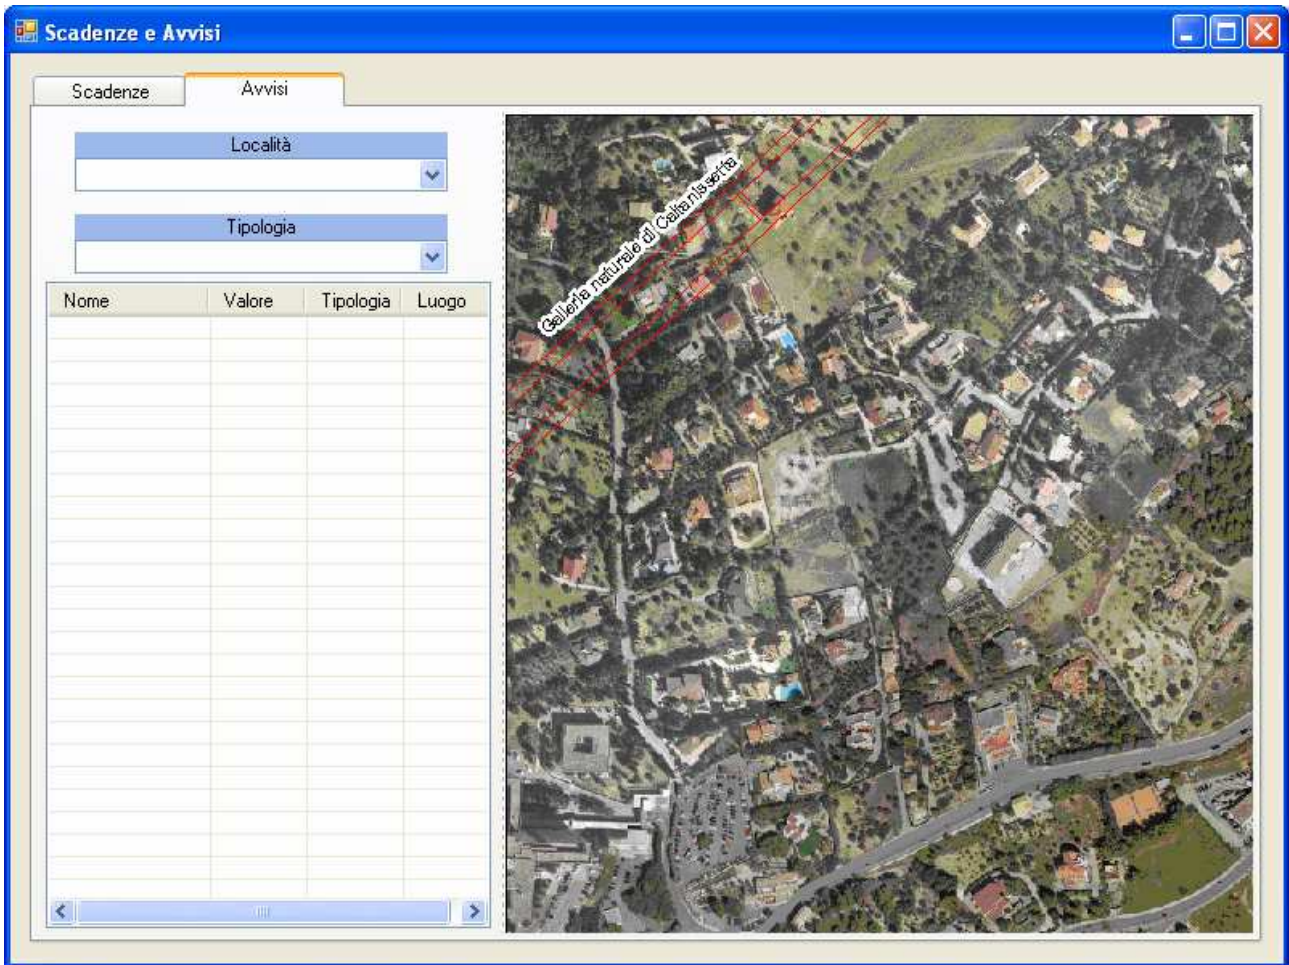 Scadenze e Avvisi
Scadenze Avvisi
Località
Tipologia
Nome Valore Tipologia Luogo
Galleria naturale di Caltanissetta